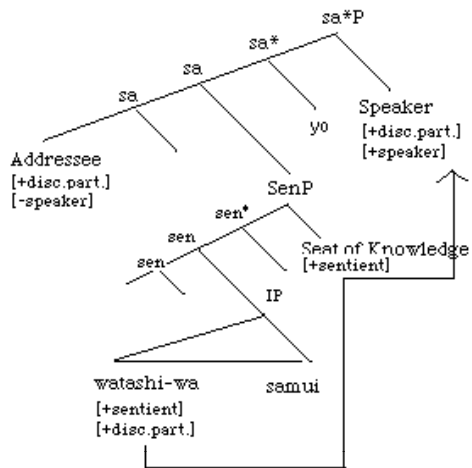 sa*P
sa*
sa
sa
yo
Speaker
[+disc.part.]
[+speaker]
Addressee
[+disc.part.]
[-speaker]
SenP
sen*
sen
sen
Seat of Knowledge
[+sentient]
IP
watashi-wa
samui
[+sentient]
[+disc.part.]